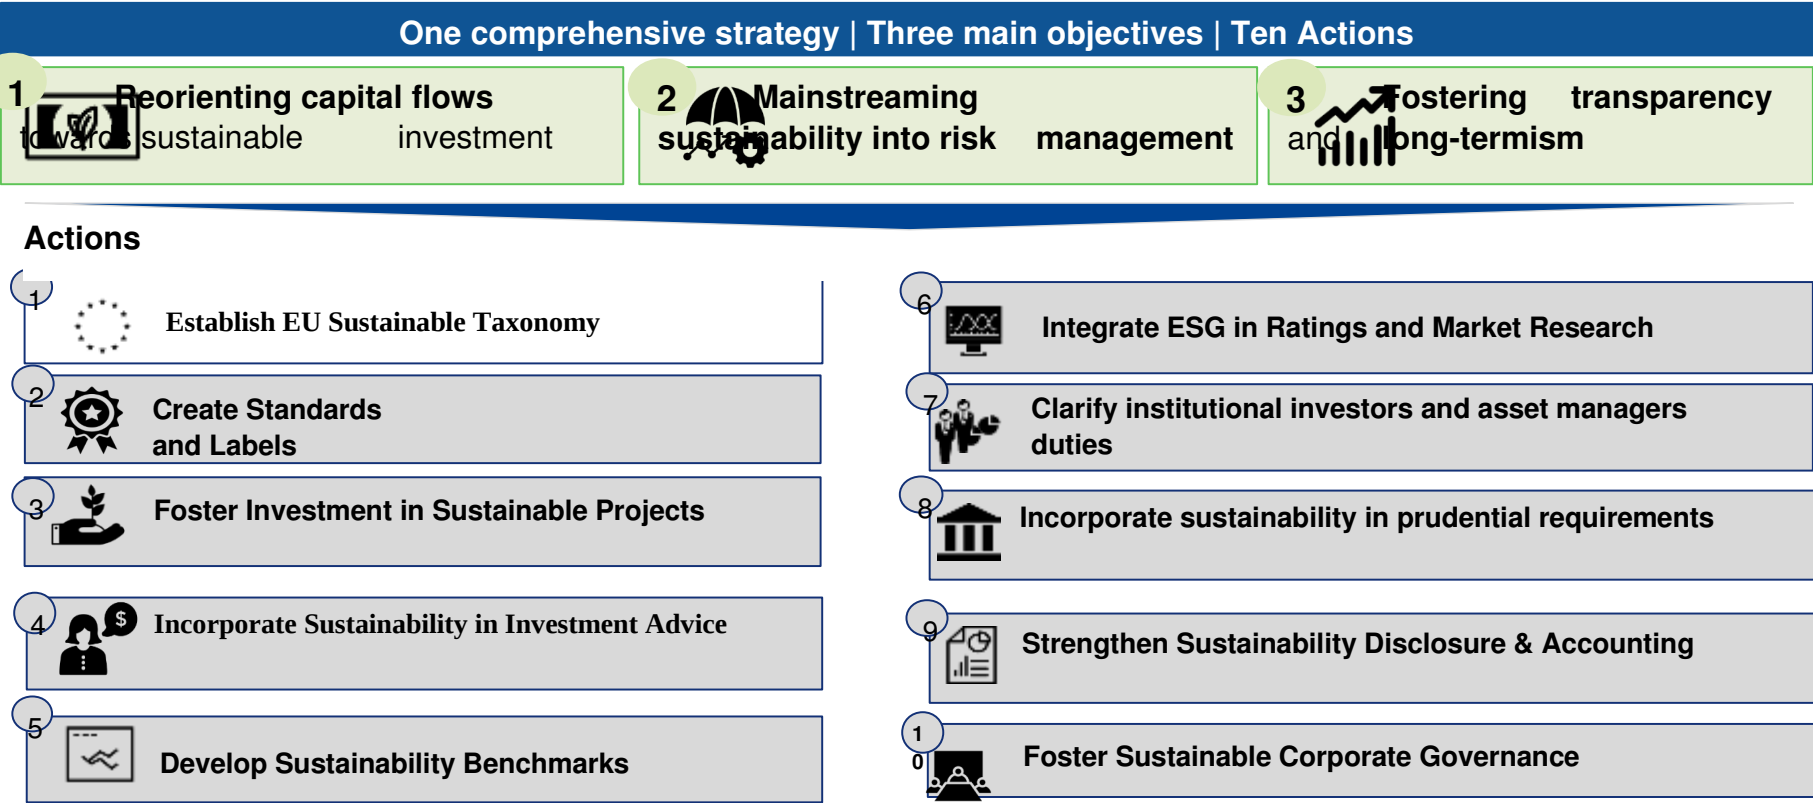 One comprehensive strategy | Three main objectives | Ten Actions
1 Reorienting capital flows
towards sustainable investment
2 Mainstreaming
sustainability into risk management
3 Fostering transparency
and long-termism
Actions
1 Establish EU Sustainable Taxonomy
2 Create Standards
and Labels
3 Foster Investment in Sustainable Projects
4 $ Incorporate Sustainability in Investment Advice
5 Develop Sustainability Benchmarks
6 Integrate ESG in Ratings and Market Research
7 Clarify institutional investors and asset managers
duties
8 Incorporate sustainability in prudential requirements
9 Strengthen Sustainability Disclosure & Accounting
10 Foster Sustainable Corporate Governance